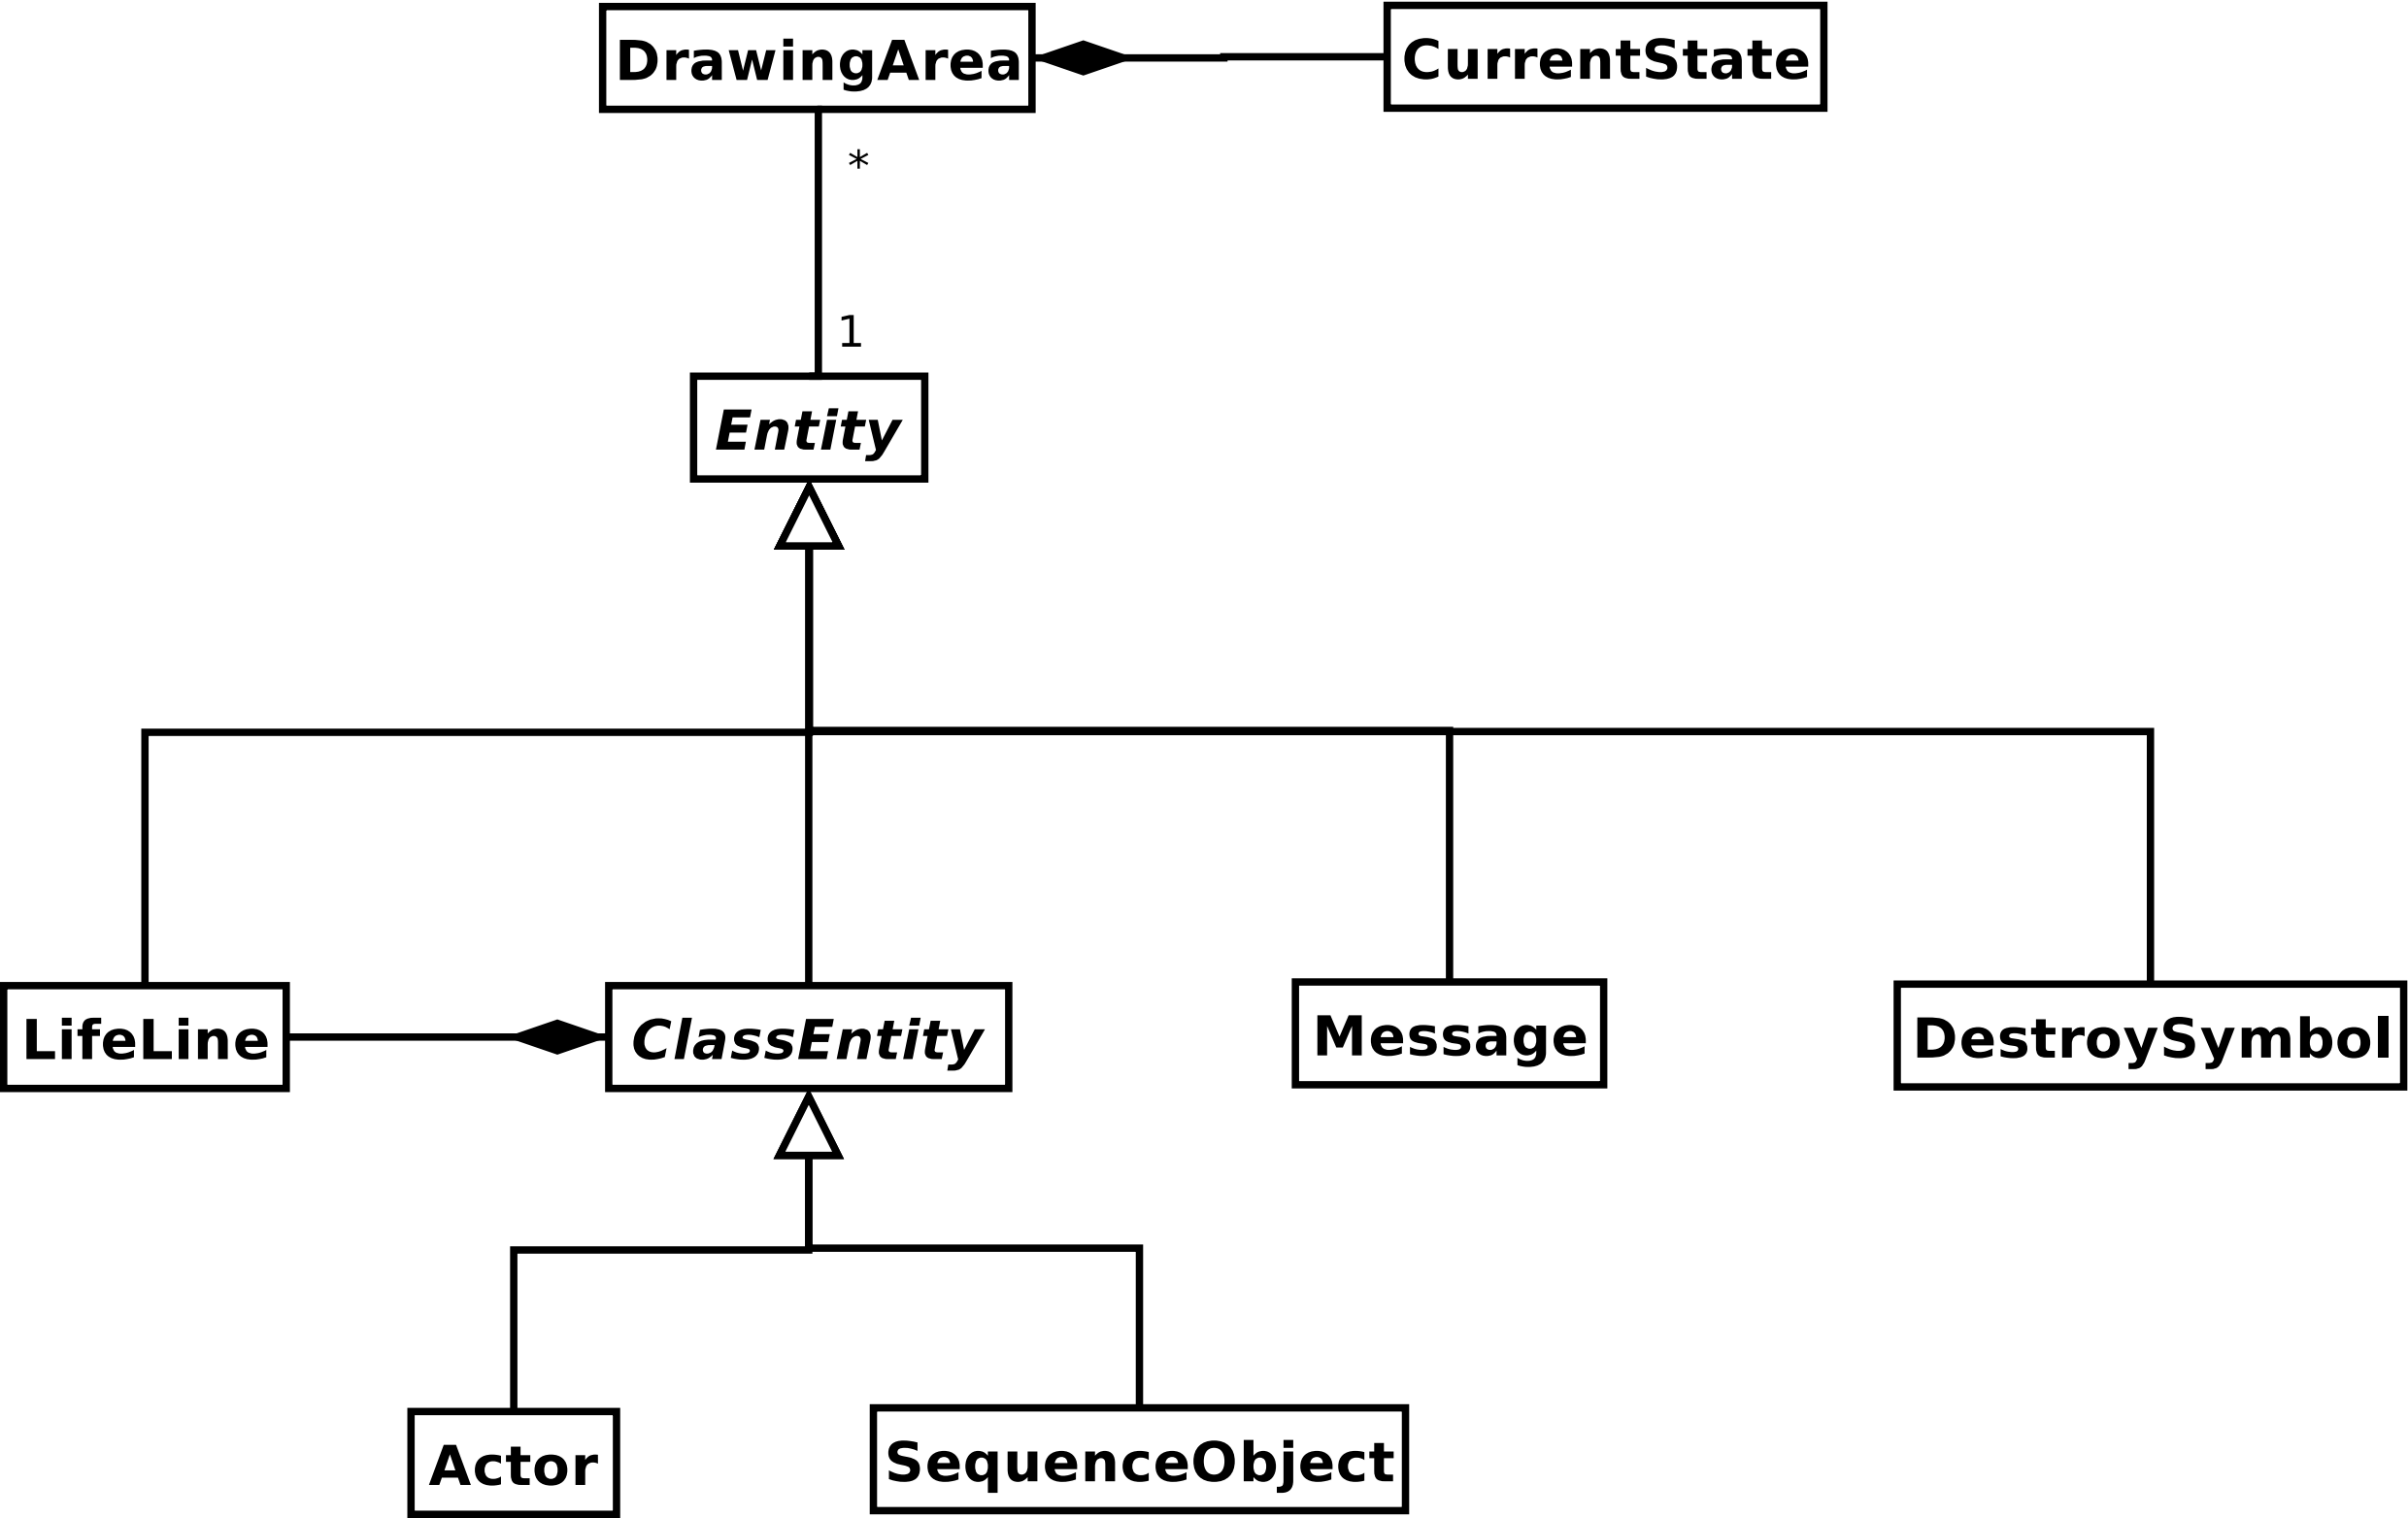 DrawingArea
CurrentState
*
1
Entity
LifeLine
ClassEntity
Message
DestroySymbol
Actor
SequenceObject